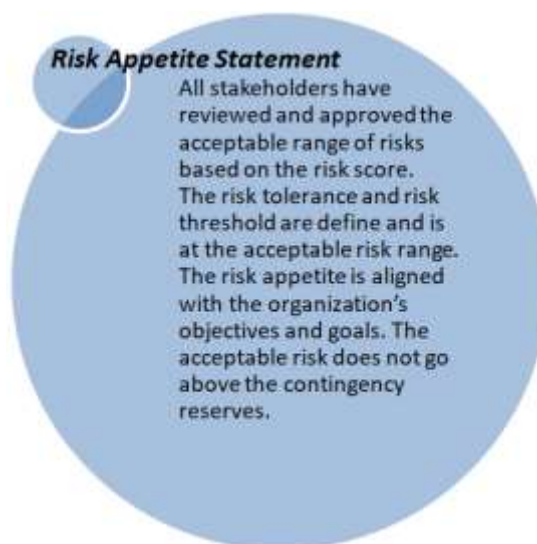 Risk Appetite Statement
All stakeholders have
reviewed and approved the
acceptable range of risks
based on the risk score.
The risk tolerance and risk
threshold are define and is
at the acceptable risk range.
The risk appetite is aligned
with the organization's
objectives and goals. The
acceptable risk does not go
above the contingency
reserves.